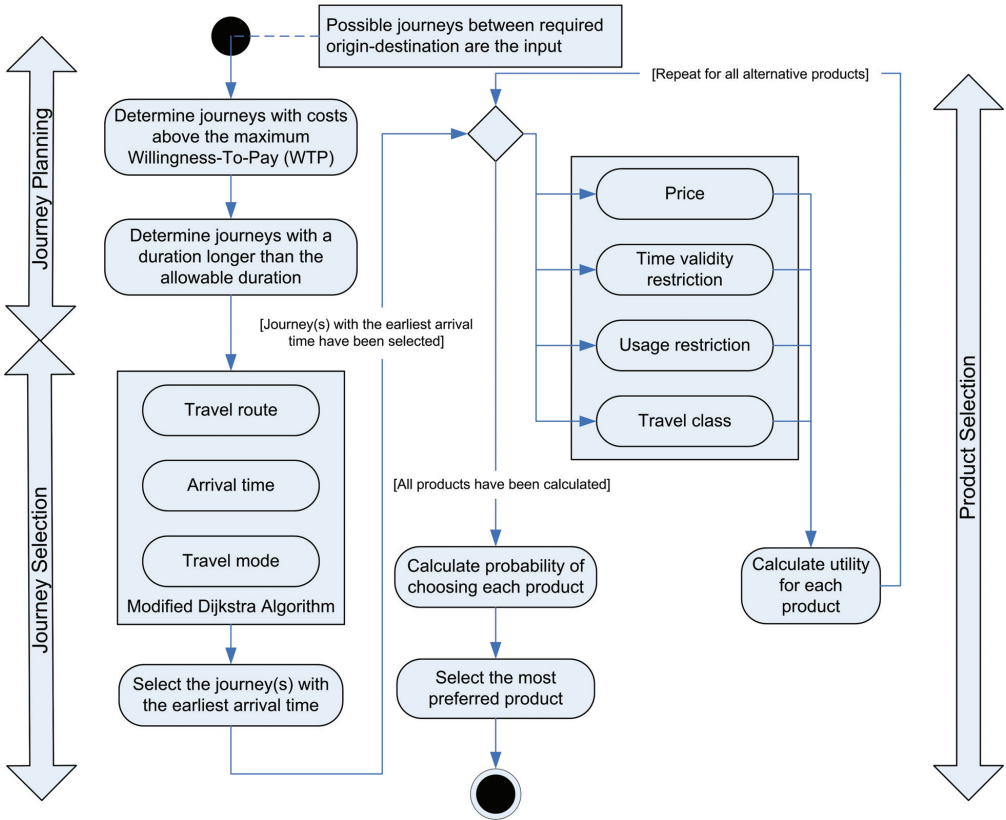 Possible journeys between required
origin-destination are the input
Journey Planning
Determine journeys with costs
above the maximum
Willingness-To-Pay (WTP)
Determine journeys with a
duration longer than the
allowable duration
Journey Selection
Travel route
Arrival time
Travel mode
Modified Dijkstra Algorithm
Select the journey(s) with
the earliest arrival time
[Journey(s) with the earliest arrival
time have been selected]
[Repeat for all alternative products]
Price
Time validity
restriction
Usage restriction
Travel class
[All products have been calculated]
Calculate probability of
choosing each product
Select the most
preferred product
Calculate utility
for each
product
Product Selection